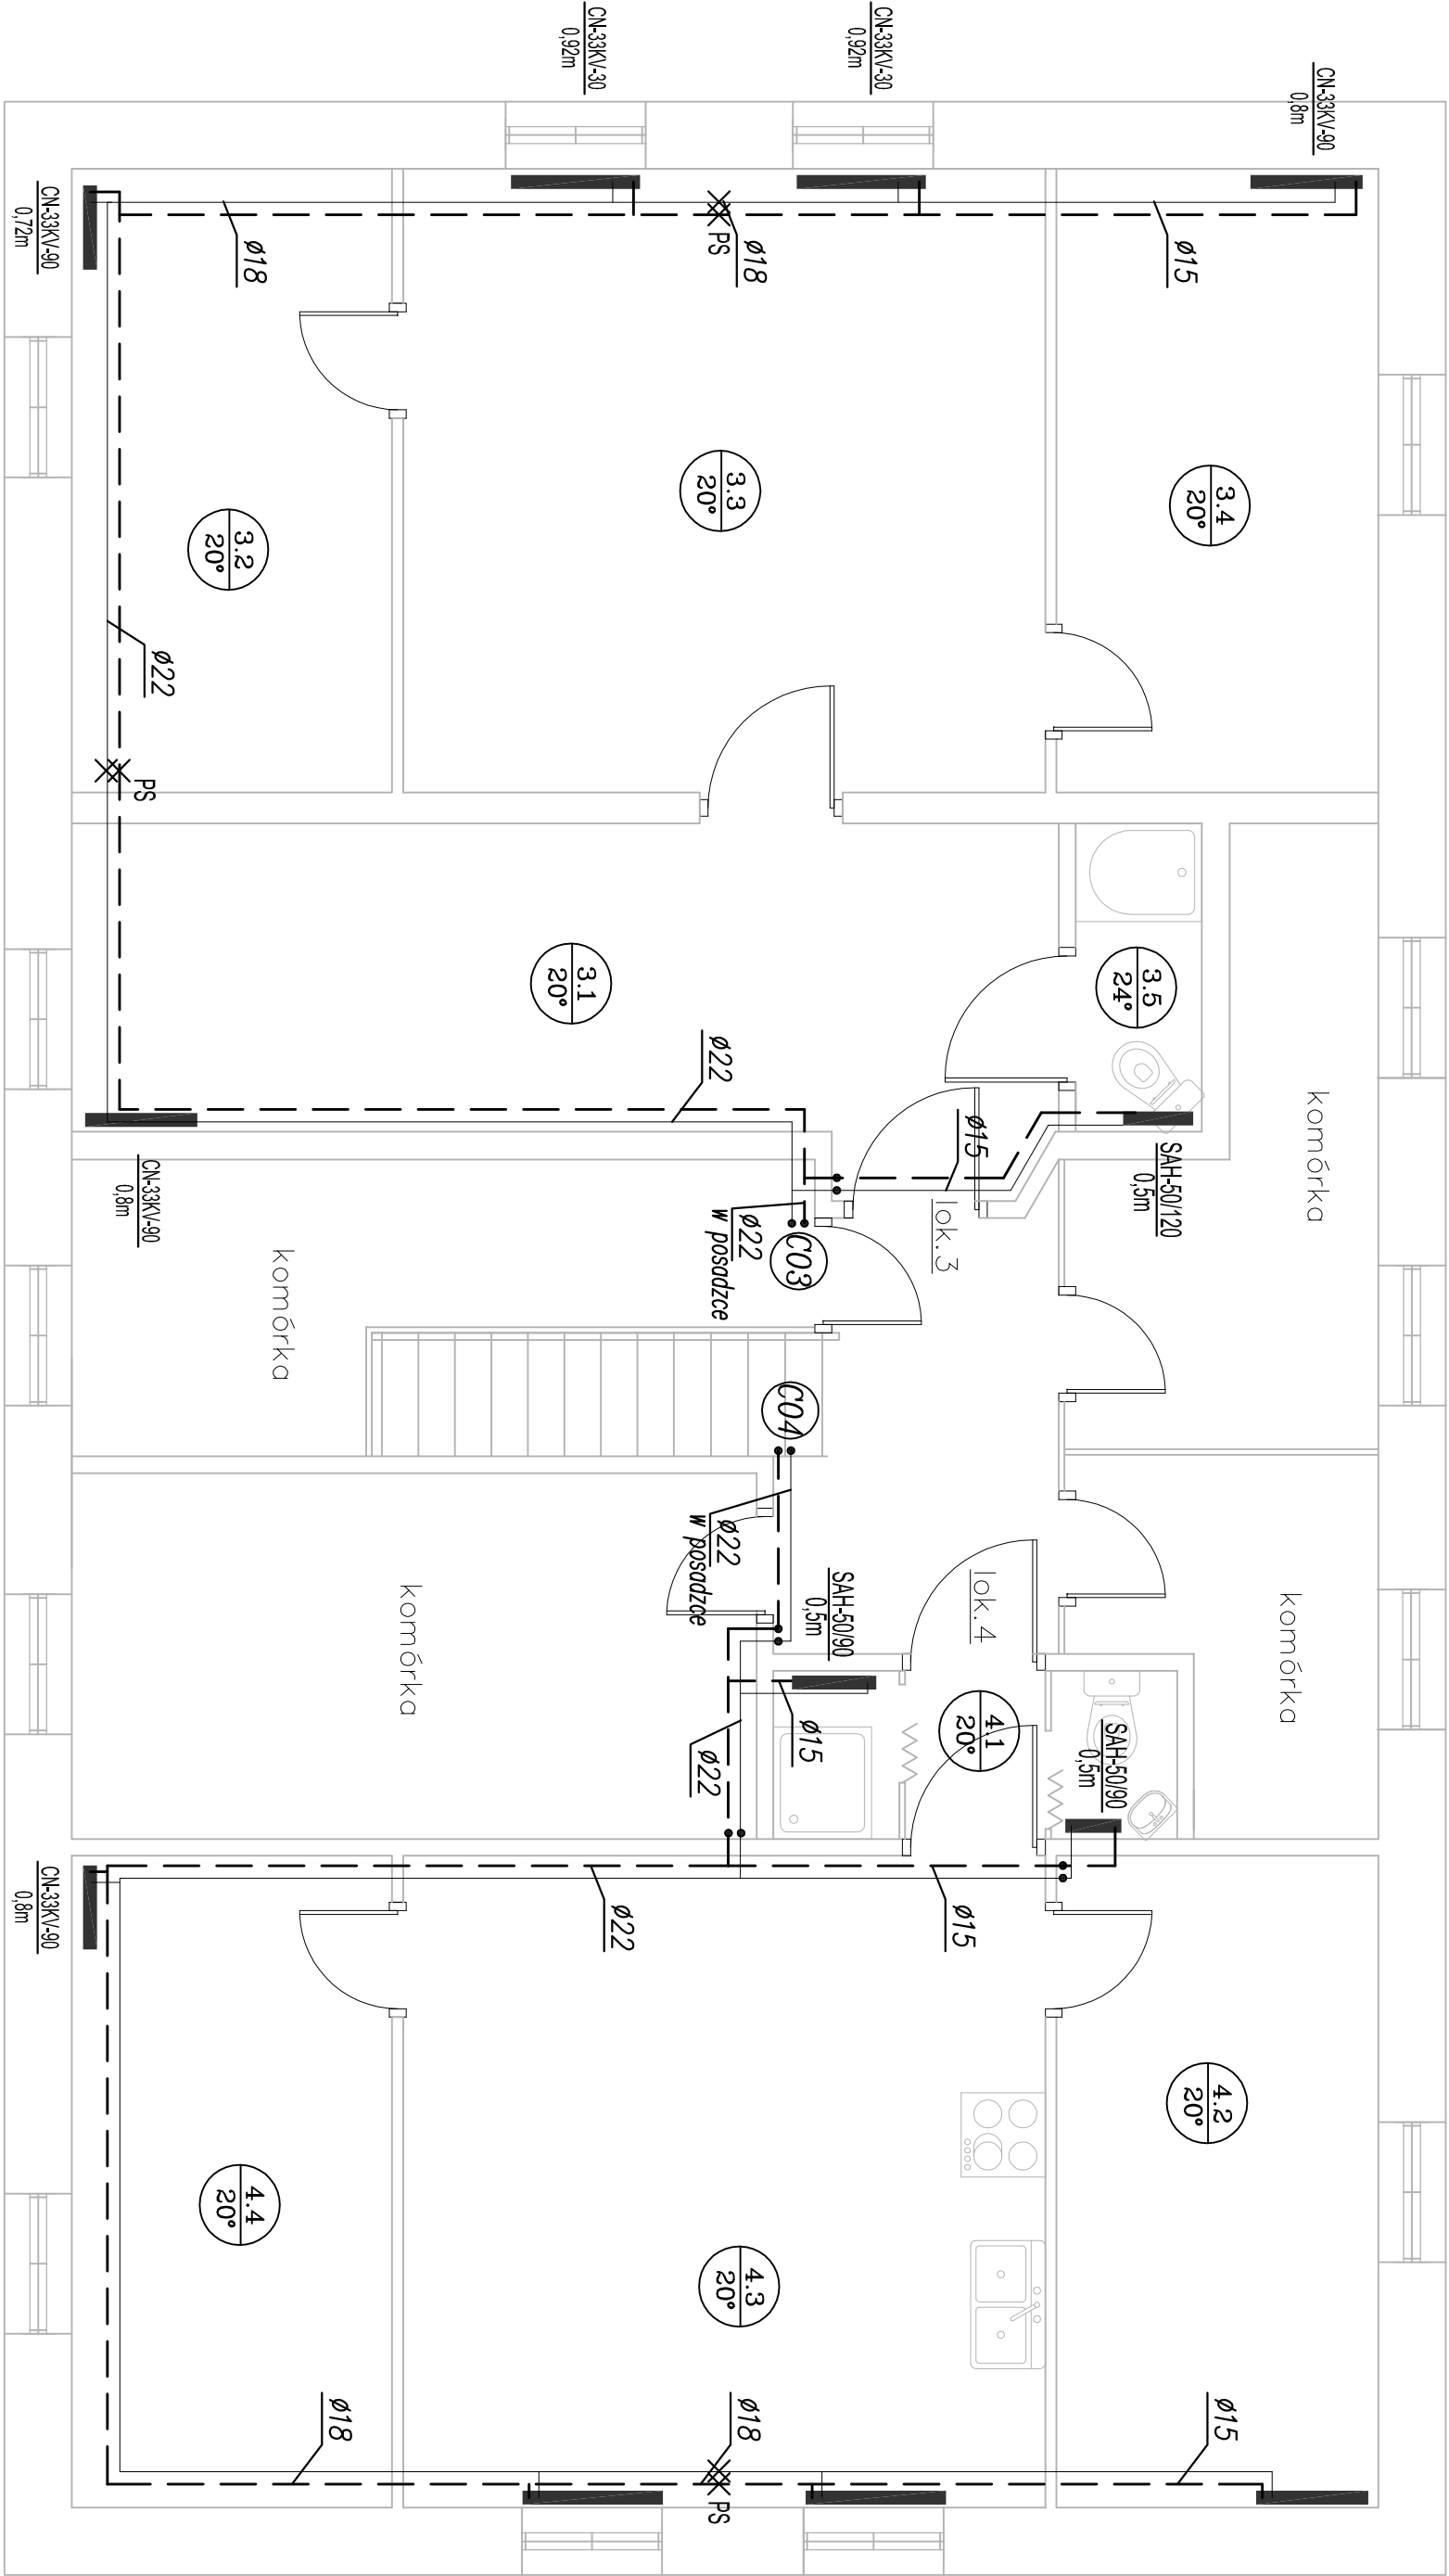 CN-33KV-30
0,92m
CN-33KV-30
0,92m
CN-33KV-90
0,8m
CN-33KV-90
0,72m
ø18
PS
ø18
ø15
3.4
20°
3.3
20°
3.2
20°
ø22
PS
3.1
20°
3.5
24°
ø22
ø15
komórka
SAH-50/120
0,5m
CN-33KV-90
0,8m
lok.3
ø22
w posadzce
C03
komórka
C04
ø22
w posadzce
SAH-50/90
0,5m
lok.4
komórka
komórka
4.1
20°
SAH-50/90
0,5m
ø15
ø22
CN-33KV-90
0,8m
ø22
ø15
4.2
20°
4.4
20°
4.3
20°
ø18
ø18
PS
ø15